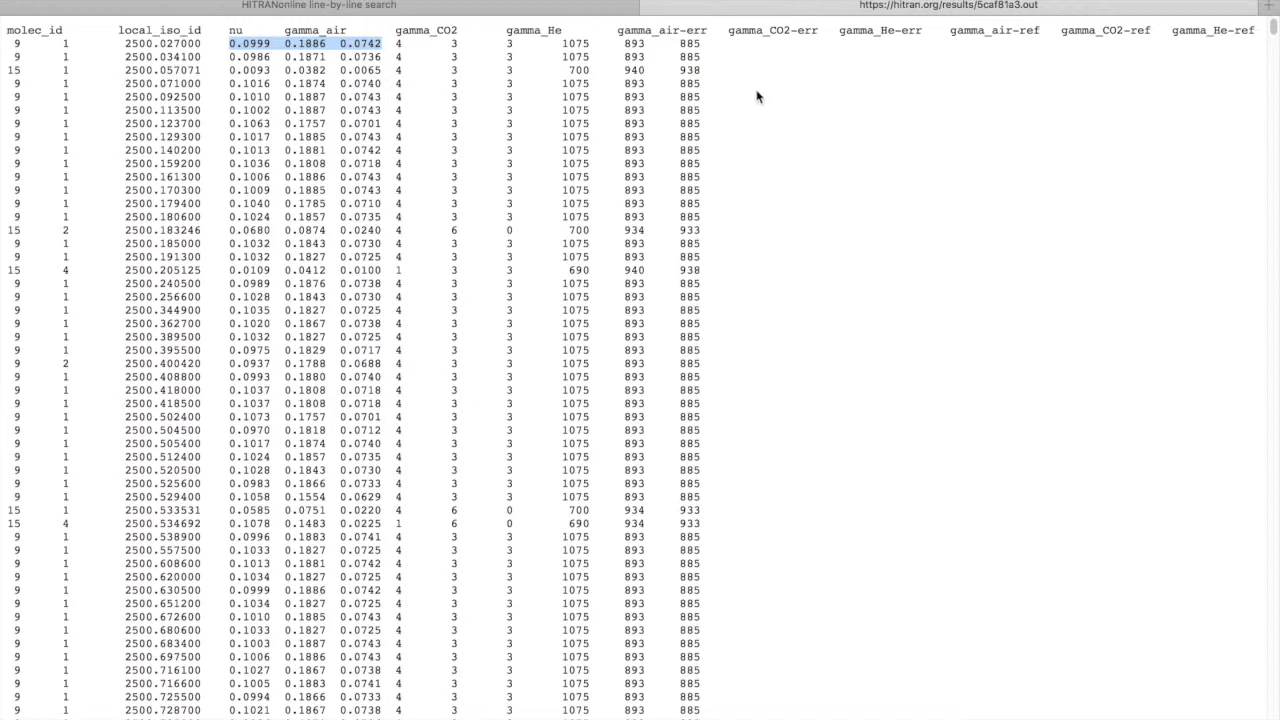 HITRANonline line-by-line search https://hitran.org/results/5caf81a3.out
molec_id local_iso_id nu gamma_air gamma_CO2 gamma_He gamma_air-err gamma_CO2-err gamma_He-err gamma_air-ref gamma_CO2-ref gamma_He-ref
9 1 2500.027000 0.0999 0.1886 0.0742 4 3 3 1075 893 885
9 1 2500.034100 0.0986 0.1871 0.0736 4 3 3 1075 893 885
15 1 2500.057071 0.0093 0.0382 0.0065 4 3 3 700 940 938
9 1 2500.071000 0.1016 0.1874 0.0740 4 3 3 1075 893 885
9 1 2500.092500 0.1010 0.1887 0.0743 4 3 3 1075 893 885
9 1 2500.113500 0.1002 0.1887 0.0743 4 3 3 1075 893 885
9 1 2500.123700 0.1063 0.1757 0.0701 4 3 3 1075 893 885
9 1 2500.129300 0.1017 0.1885 0.0743 4 3 3 1075 893 885
9 1 2500.140200 0.1013 0.1881 0.0742 4 3 3 1075 893 885
9 1 2500.159200 0.1036 0.1808 0.0718 4 3 3 1075 893 885
9 1 2500.161300 0.1006 0.1886 0.0743 4 3 3 1075 893 885
9 1 2500.170300 0.1009 0.1885 0.0743 4 3 3 1075 893 885
9 1 2500.179400 0.1040 0.1785 0.0710 4 3 3 1075 893 885
9 1 2500.180600 0.1024 0.1857 0.0735 4 3 3 1075 893 885
15 2 2500.183246 0.0680 0.0874 0.0240 4 6 0 700 934 933
9 1 2500.185000 0.1032 0.1843 0.0730 4 3 3 1075 893 885
9 1 2500.191300 0.1032 0.1827 0.0725 4 3 3 1075 893 885
15 4 2500.205125 0.0109 0.0412 0.0100 1 3 3 690 940 938
9 1 2500.240500 0.0989 0.1876 0.0738 4 3 3 1075 893 885
9 1 2500.256600 0.1028 0.1843 0.0730 4 3 3 1075 893 885
9 1 2500.344900 0.1035 0.1827 0.0725 4 3 3 1075 893 885
9 1 2500.362700 0.1020 0.1867 0.0738 4 3 3 1075 893 885
9 1 2500.389500 0.1032 0.1827 0.0725 4 3 3 1075 893 885
9 1 2500.395500 0.0975 0.1829 0.0717 4 3 3 1075 893 885
9 2 2500.400420 0.0937 0.1788 0.0688 4 3 3 1075 893 885
9 1 2500.408800 0.0993 0.1880 0.0740 4 3 3 1075 893 885
9 1 2500.418000 0.1037 0.1808 0.0718 4 3 3 1075 893 885
9 1 2500.418500 0.1037 0.1808 0.0718 4 3 3 1075 893 885
9 1 2500.502400 0.1073 0.1757 0.0701 4 3 3 1075 893 885
9 1 2500.504500 0.0970 0.1818 0.0712 4 3 3 1075 893 885
9 1 2500.505400 0.1017 0.1874 0.0740 4 3 3 1075 893 885
9 1 2500.512400 0.1024 0.1857 0.0735 4 3 3 1075 893 885
9 1 2500.520500 0.1028 0.1843 0.0730 4 3 3 1075 893 885
9 1 2500.525600 0.0983 0.1866 0.0733 4 3 3 1075 893 885
9 1 2500.529400 0.1058 0.1554 0.0629 4 3 3 1075 893 885
15 1 2500.533531 0.0585 0.0751 0.0220 4 6 0 700 934 933
15 4 2500.534692 0.1078 0.1483 0.0225 1 6 0 690 934 933
9 1 2500.538900 0.0996 0.1883 0.0741 4 3 3 1075 893 885
9 1 2500.557500 0.1033 0.1827 0.0725 4 3 3 1075 893 885
9 1 2500.608600 0.1013 0.1881 0.0742 4 3 3 1075 893 885
9 1 2500.620000 0.1034 0.1827 0.0725 4 3 3 1075 893 885
9 1 2500.630500 0.0999 0.1886 0.0742 4 3 3 1075 893 885
9 1 2500.651200 0.1034 0.1827 0.0725 4 3 3 1075 893 885
9 1 2500.672600 0.1010 0.1885 0.0743 4 3 3 1075 893 885
9 1 2500.680600 0.1033 0.1827 0.0725 4 3 3 1075 893 885
9 1 2500.683400 0.1003 0.1887 0.0743 4 3 3 1075 893 885
9 1 2500.697500 0.1006 0.1886 0.0743 4 3 3 1075 893 885
9 1 2500.716100 0.1027 0.1867 0.0738 4 3 3 1075 893 885
9 1 2500.716600 0.1005 0.1883 0.0741 4 3 3 1075 893 885
9 1 2500.725500 0.0994 0.1866 0.0733 4 3 3 1075 893 885
9 1 2500.728700 0.1021 0.1867 0.0738 4 3 3 1075 893 885